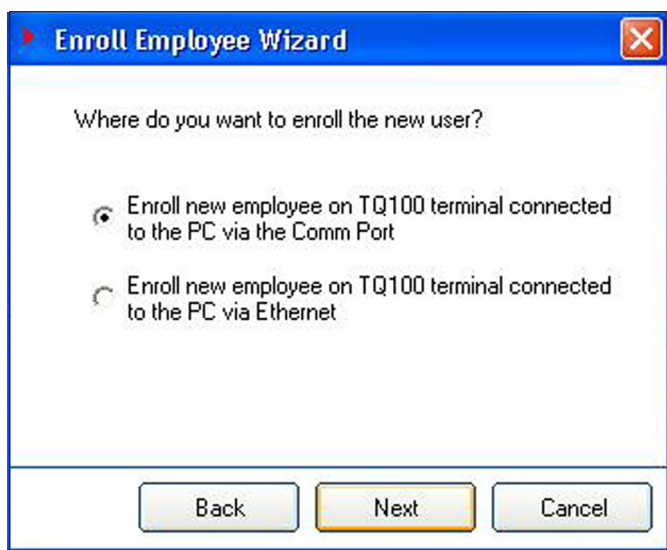 Enroll Employee Wizard
Where do you want to enroll the new user?
Enroll new employee on TQ100 terminal connected
to the PC via the Comm Port
Enroll new employee on TQ100 terminal connected
to the PC via Ethernet
Back
Next
Cancel